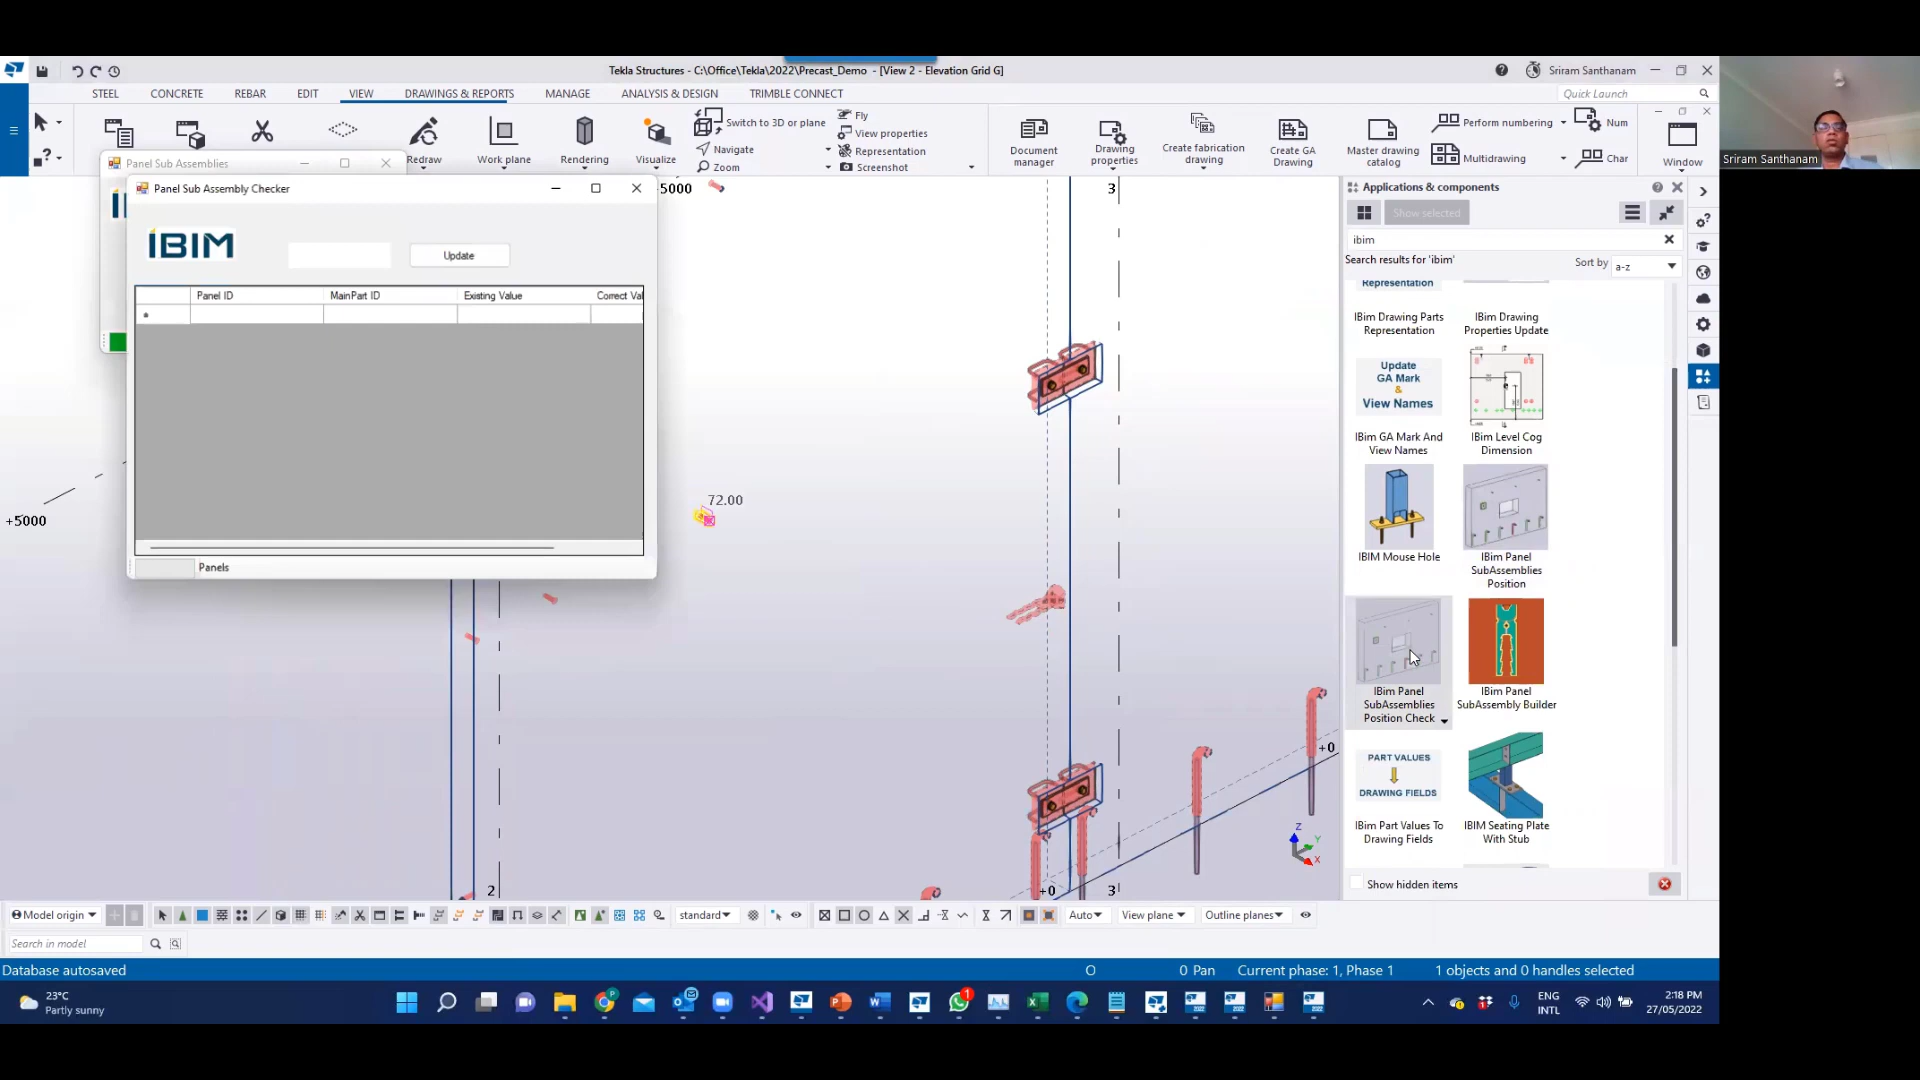 Tekla Structures - C:\Office\Tekla\2022\Precast_Demo - [View 2 - Elevation Grid G]
Sriram Santhanam
STEEL
CONCRETE
REBAR
EDIT
VIEW
DRAWINGS & REPORTS
MANAGE
ANALYSIS & DESIGN
TRIMBLE CONNECT
Quick Launch
Redraw
Work plane
Rendering
Visualize
Switch to 3D or plane
Navigate
Zoom
Fly
View properties
Representation
Screenshot
Document manager
Drawing properties
Create fabrication drawing
Create GA Drawing
Master drawing catalog
Perform numbering
Multidrawing
Num
Char
Window
Sriram Santhanam
Panel Sub Assemblies
Panel Sub Assembly Checker
IBIM
Update
Panel ID
MainPart ID
Existing Value
Correct Val
Panels
+5000
3
+5000
72.00
+0
+0
2
3
Z
Y
X
Applications & components
Show selected
ibim
Search results for 'ibim'
Sort by
a-z
Representation
IBim Drawing Parts Representation
IBim Drawing Properties Update
Update
GA Mark
&
View Names
IBim GA Mark And View Names
IBim Level Cog Dimension
IBIM Mouse Hole
IBim Panel SubAssemblies Position
IBim Panel SubAssemblies Position Check
IBim Panel SubAssembly Builder
PART VALUES
DRAWING FIELDS
IBim Part Values To Drawing Fields
IBIM Seating Plate With Stub
Show hidden items
Model origin
standard
Auto
View plane
Outline planes
Search in model
Database autosaved
O
0 Pan
Current phase: 1, Phase 1
1 objects and 0 handles selected
23°C
Partly sunny
ENG
INTL
2:18 PM
27/05/2022